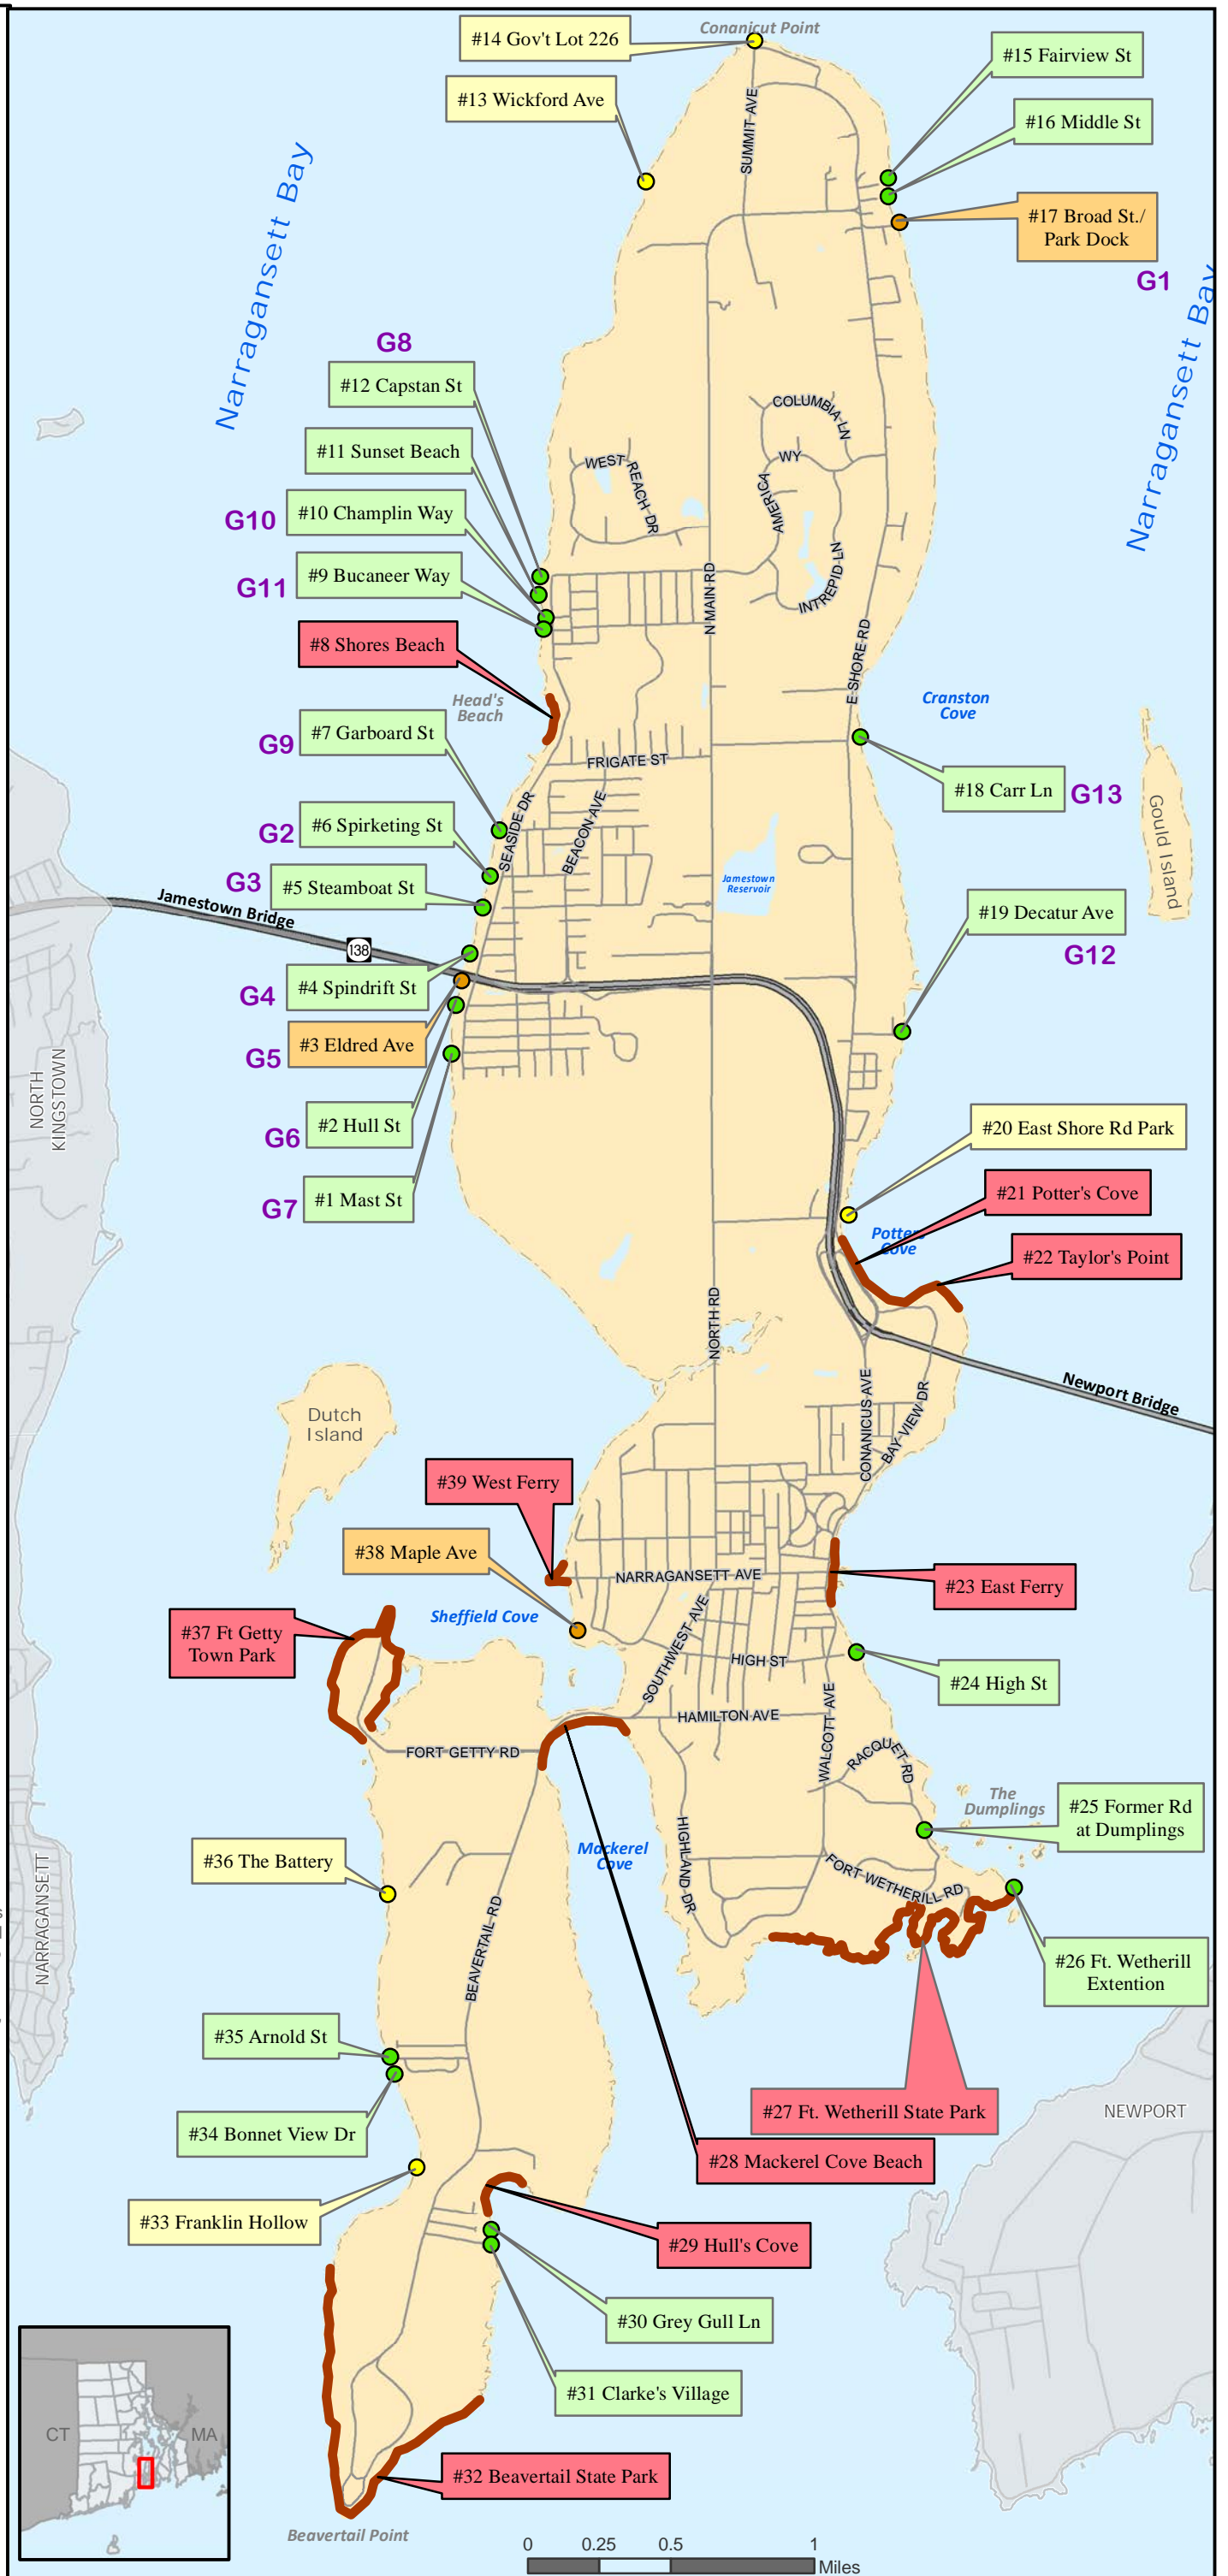 Conanicut Point
#14 Gov't Lot 226
#15 Fairview St
#13 Wickford Ave
#16 Middle St
SUMMIT AVE
#17 Broad St./
Park Dock
G1
Narragansett Bay
Narragansett Bay
G8
#12 Capstan St
COLUMBIA LN
#11 Sunset Beach
WEST REACH DR
AMERICA WY
G10
#10 Champlin Way
G11
#9 Bucaneer Way
INTREPID LN
N MAIN RD
#8 Shores Beach
E SHORE RD
Head's
Beach
Cranston
Cove
G9
#7 Garboard St
FRIGATE ST
#18 Carr Ln
G13
SEASIDE DR
BEACON AVE
G2
#6 Spirketing St
Gould Island
G3
#5 Steamboat St
Jamestown
Reservoir
Jamestown Bridge
138
#19 Decatur Ave
G12
G4
#4 Spindrift St
G5
#3 Eldred Ave
NORTH
KINGSTOWN
G6
#2 Hull St
#20 East Shore Rd Park
G7
#1 Mast St
#21 Potter's Cove
Potters
Cove
#22 Taylor's Point
NORTH RD
Newport Bridge
CONANICUS AVE
BAY VIEW DR
Dutch
Island
#39 West Ferry
#38 Maple Ave
NARRAGANSETT AVE
#23 East Ferry
Sheffield Cove
#37 Ft Getty
Town Park
SOUTHWEST AVE
HIGH ST
#24 High St
HAMILTON AVE
WALCOTT AVE
FORT GETTY RD
RACQUET RD
The
Dumplings
#25 Former Rd
at Dumplings
HIGHLAND DR
Mackerel
Cove
#36 The Battery
FORT WETHERILL RD
NARRAGANSETT
BEAVERTAIL RD
#26 Ft. Wetherill
Extention
#35 Arnold St
#27 Ft. Wetherill State Park
NEWPORT
#34 Bonnet View Dr
#28 Mackerel Cove Beach
#33 Franklin Hollow
#29 Hull's Cove
#30 Grey Gull Ln
#31 Clarke's Village
CT
MA
#32 Beavertail State Park
Beavertail Point
0 0.25 0.5 1
Miles